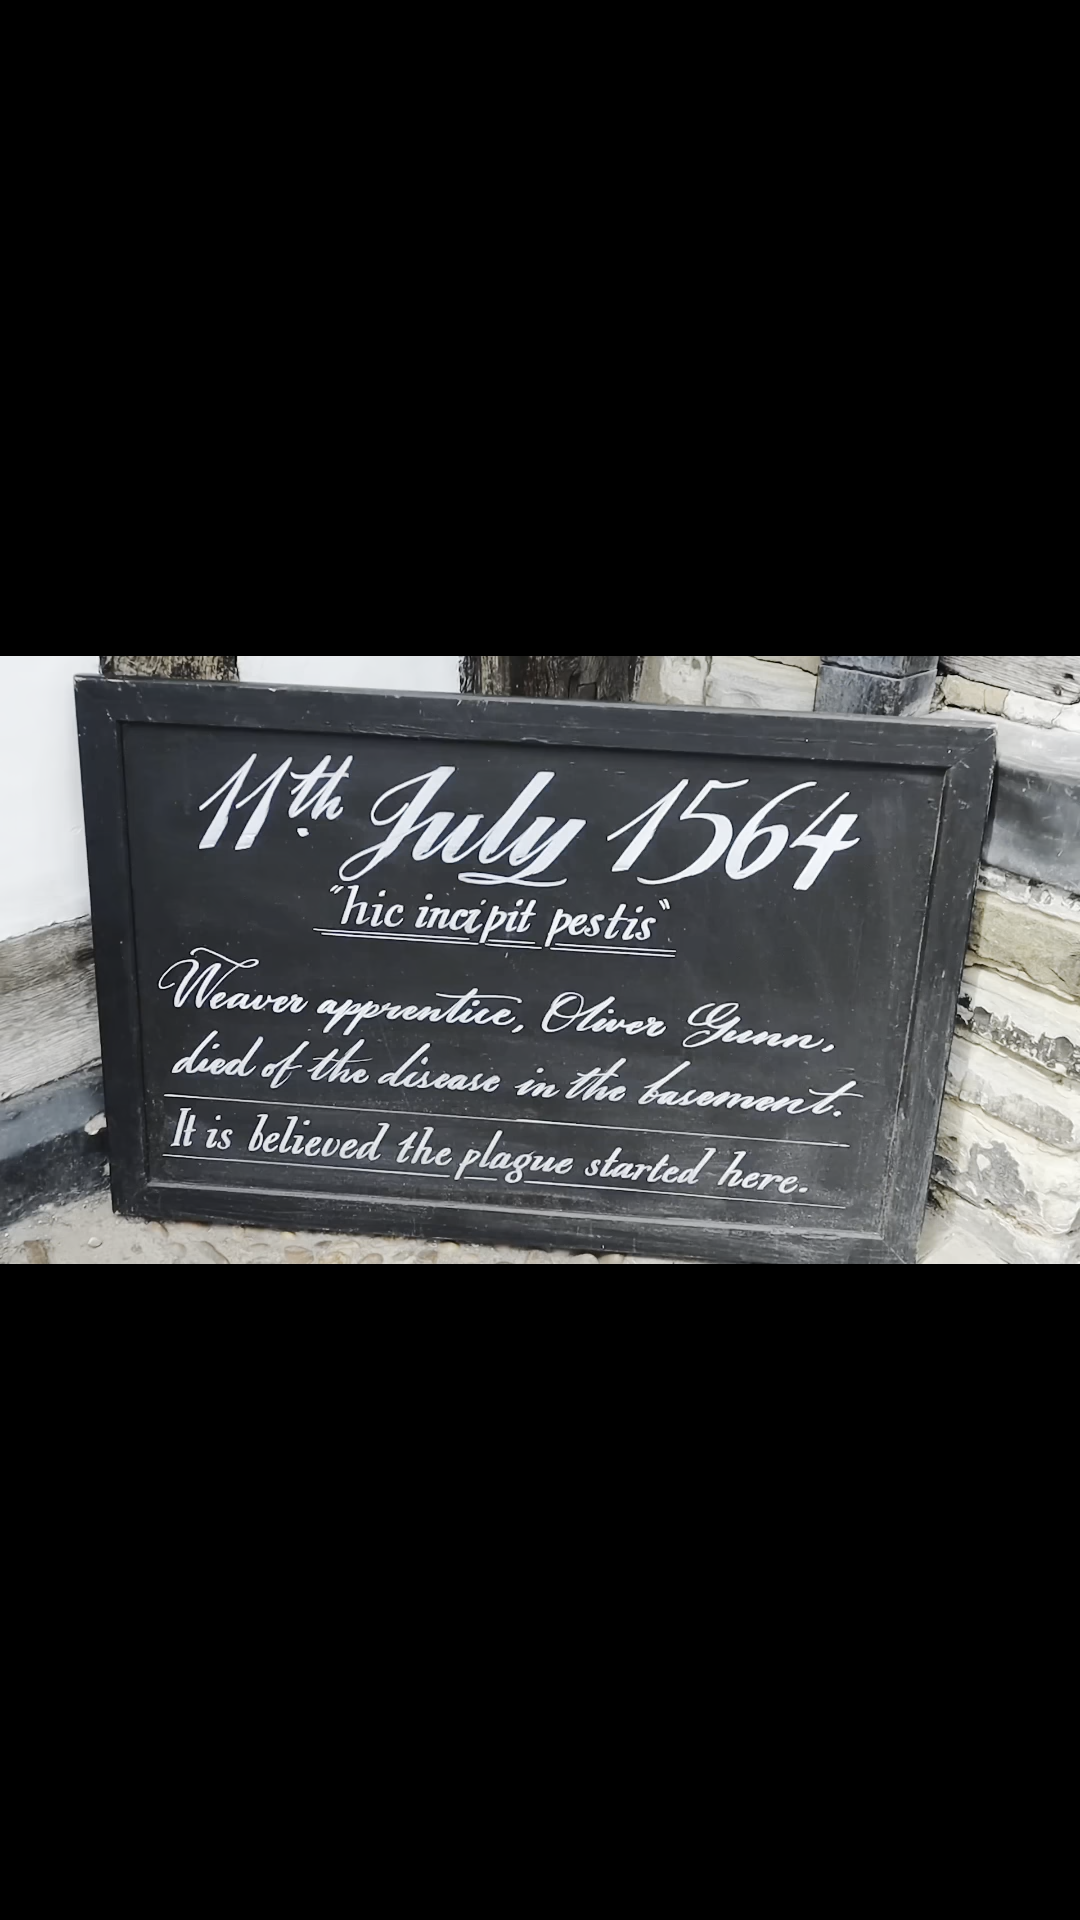 11th July 1564
"hic incipit pestis"
Weaver apprentice, Oliver Gunn,
died of the disease in the basement.
It is believed the plague started here.